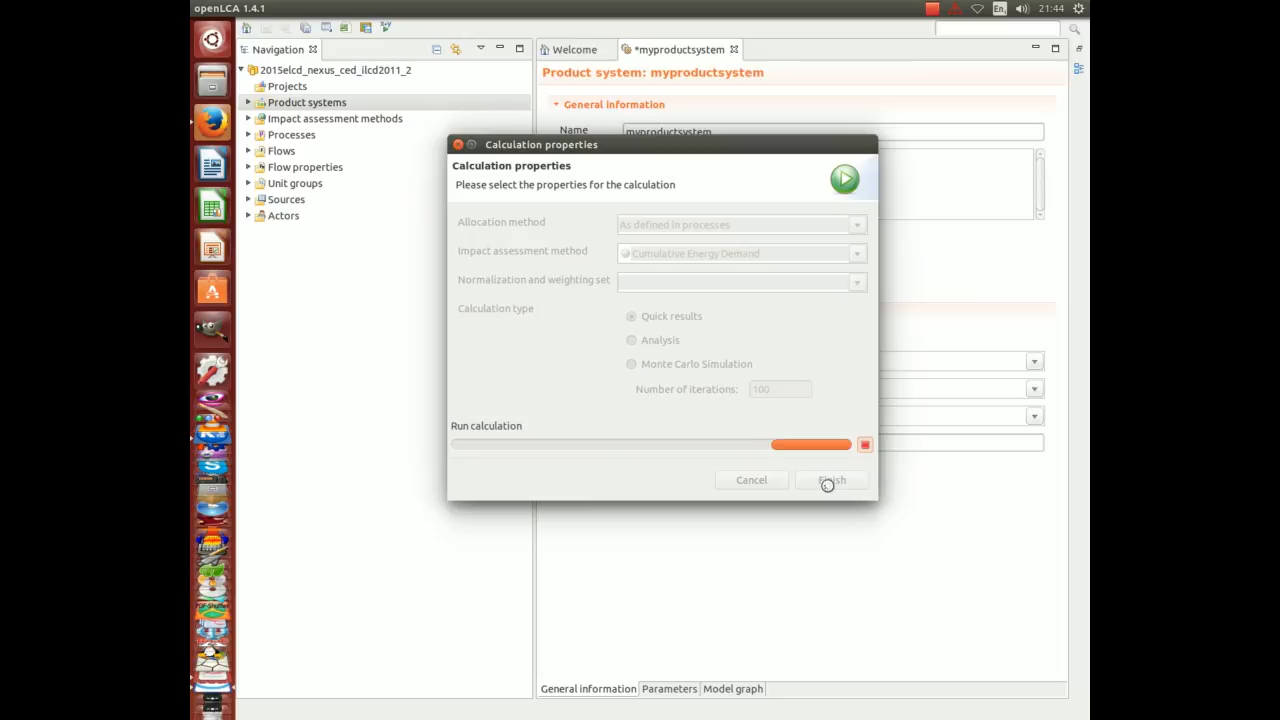 openLCA 1.4.1
En
21:44
Navigation
Welcome
*myproductsystem
2015elcd_nexus_ced_ilcd2011_2
Projects
Product systems
Impact assessment methods
Processes
Flows
Flow properties
Unit groups
Sources
Actors
Product system: myproductsystem
General information
Name
myproductsystem
Calculation properties
Calculation properties
Please select the properties for the calculation
Allocation method
As defined in processes
Impact assessment method
Cumulative Energy Demand
Normalization and weighting set
Calculation type
Quick results
Analysis
Monte Carlo Simulation
Number of iterations:
100
Run calculation
Cancel
Finish
General information
Parameters
Model graph